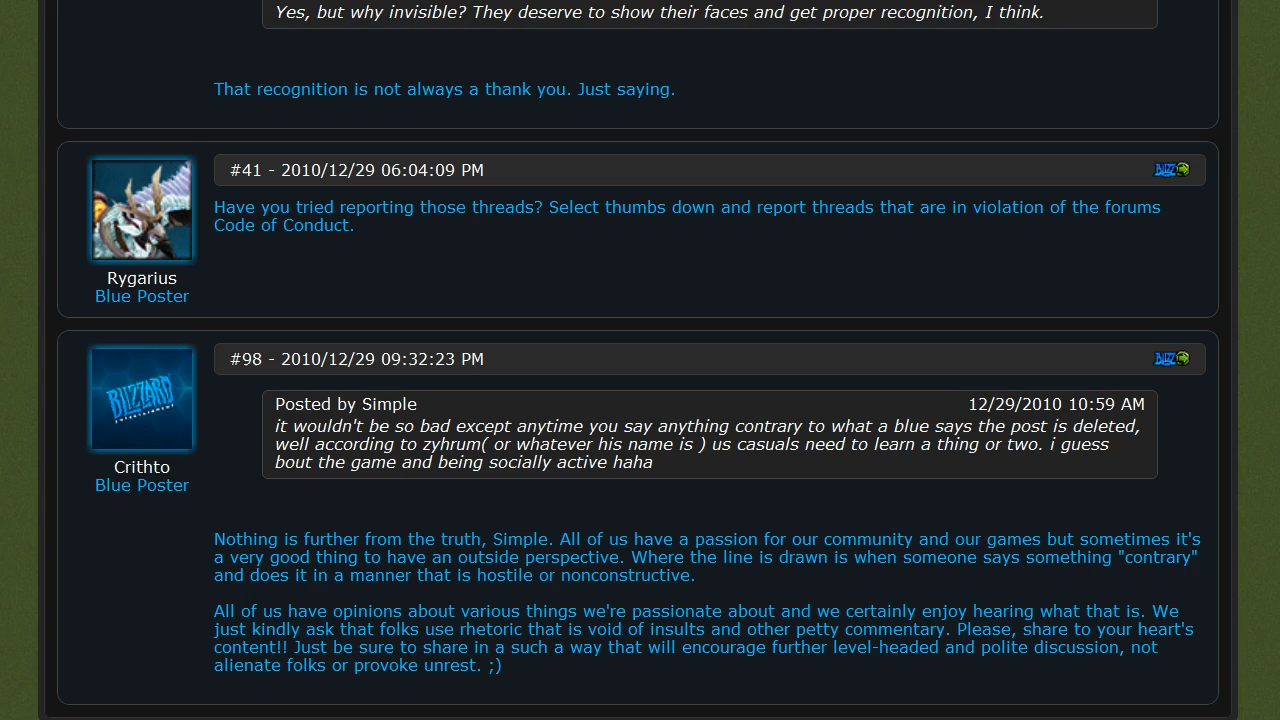 Yes, but why invisible? They deserve to show their faces and get proper recognition, I think.
That recognition is not always a thank you. Just saying.
#41 - 2010/12/29 06:04:09 PM
BLIZZ
Have you tried reporting those threads? Select thumbs down and report threads that are in violation of the forums
Code of Conduct.
Rygarius
Blue Poster
#98 - 2010/12/29 09:32:23 PM
BLIZZ
BLIZZARD
ENTERTAINMENT
Crithto
Blue Poster
Posted by Simple 12/29/2010 10:59 AM
it wouldn't be so bad except anytime you say anything contrary to what a blue says the post is deleted,
well according to zyhrum( or whatever his name is ) us casuals need to learn a thing or two. i guess
bout the game and being socially active haha
Nothing is further from the truth, Simple. All of us have a passion for our community and our games but sometimes it's
a very good thing to have an outside perspective. Where the line is drawn is when someone says something "contrary"
and does it in a manner that is hostile or nonconstructive.
All of us have opinions about various things we're passionate about and we certainly enjoy hearing what that is. We
just kindly ask that folks use rhetoric that is void of insults and other petty commentary. Please, share to your heart's
content!! Just be sure to share in a such a way that will encourage further level-headed and polite discussion, not
alienate folks or provoke unrest. ;)